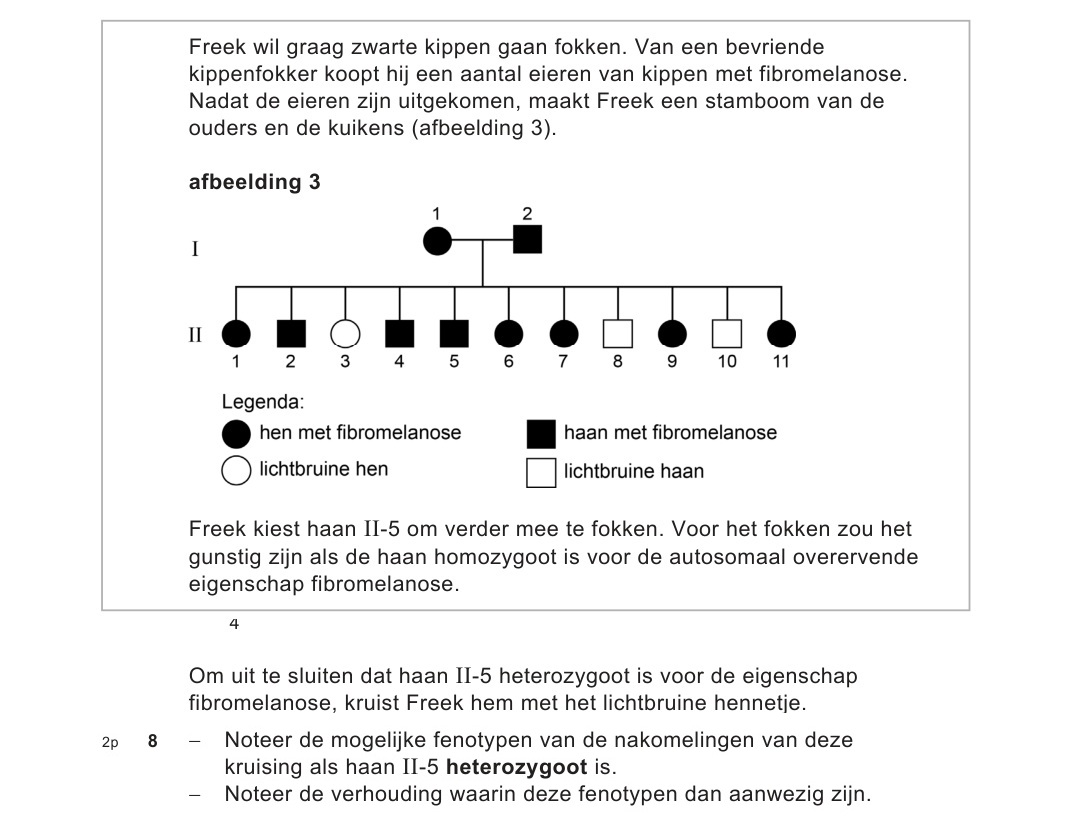 Freek wil graag zwarte kippen gaan fokken. Van een bevriende
kippenfokker koopt hij een aantal eieren van kippen met fibromelanose.
Nadat de eieren zijn uitgekomen, maakt Freek een stamboom van de
ouders en de kuikens (afbeelding 3).
afbeelding 3
1 2
I
II
1 2 3 4 5 6 7 8 9 10 11
Legenda:
hen met fibromelanose haan met fibromelanose
lichtbruine hen lichtbruine haan
Freek kiest haan II-5 om verder mee te fokken. Voor het fokken zou het
gunstig zijn als de haan homozygoot is voor de autosomaal overervende
eigenschap fibromelanose.
4
Om uit te sluiten dat haan II-5 heterozygoot is voor de eigenschap
fibromelanose, kruist Freek hem met het lichtbruine hennetje.
2p 8 – Noteer de mogelijke fenotypen van de nakomelingen van deze
kruising als haan II-5 heterozygoot is.
– Noteer de verhouding waarin deze fenotypen dan aanwezig zijn.